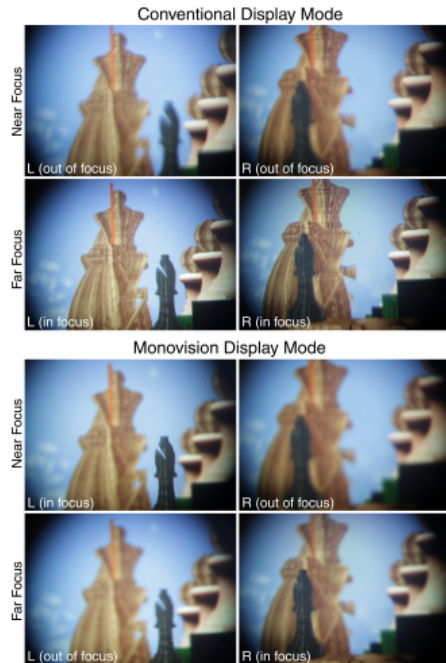 Conventional Display Mode
Near Focus
L (out of focus)
R (out of focus)
Far Focus
L (in focus)
R (in focus)
Monovision Display Mode
Near Focus
L (in focus)
R (out of focus)
Far Focus
L (out of focus)
R (in focus)